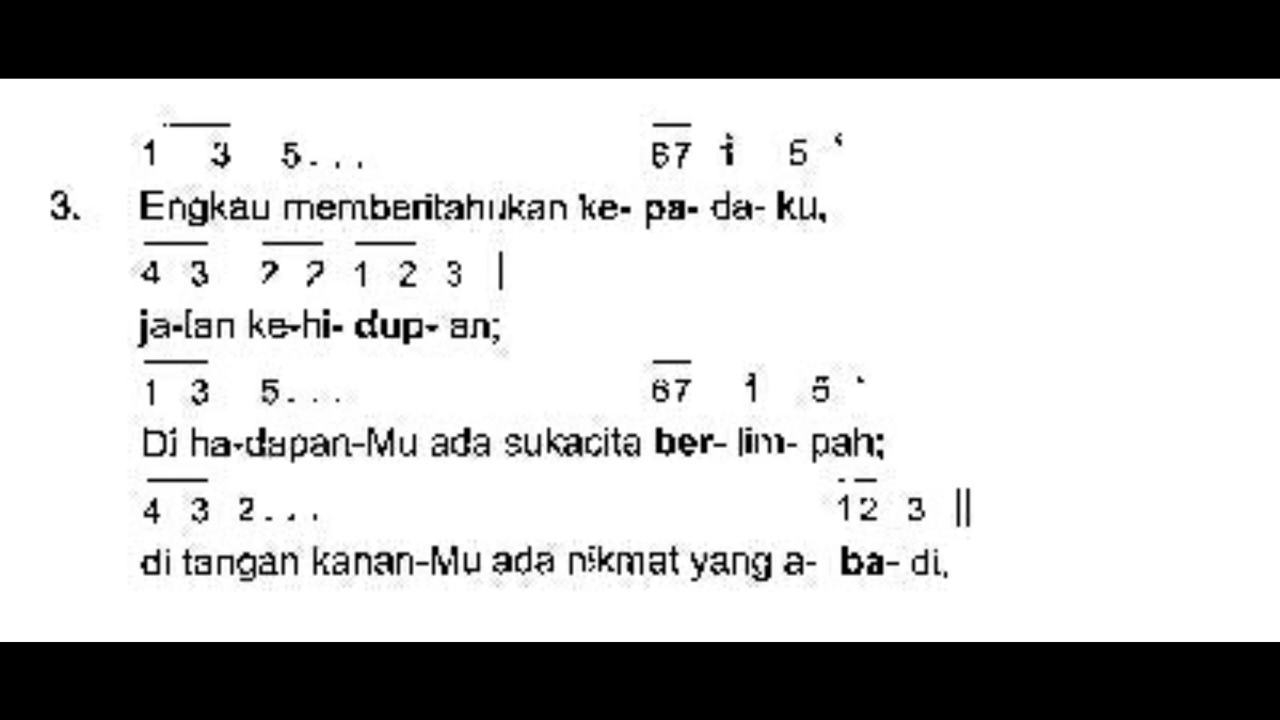 1 3 5 . . . 67 1̇ 5 ‘
3. Engkau memberitahukan ke- pa- da- ku,
4 3 2 2 1 2 3 |
ja-lan ke-hi- dup- an;
1 3 5 . . . 67 1̇ 5 ‘
Di ha-dapan-Mu ada sukacita ber- lim- pah;
4 3 2 . . . 12 3 ||
di tangan kanan-Mu ada nikmat yang a- ba- di,